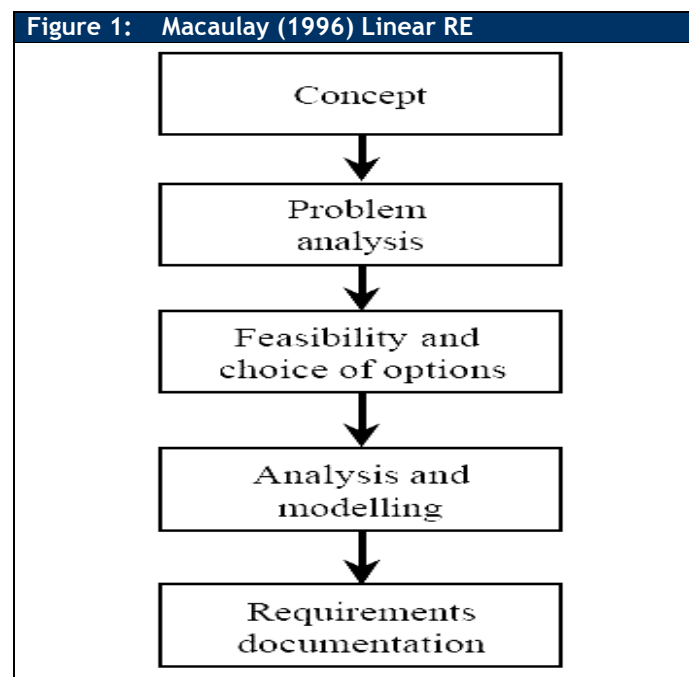 Figure 1: Macaulay (1996) Linear RE
Concept
Problem
analysis
Feasibility and
choice of options
Analysis and
modelling
Requirements
documentation